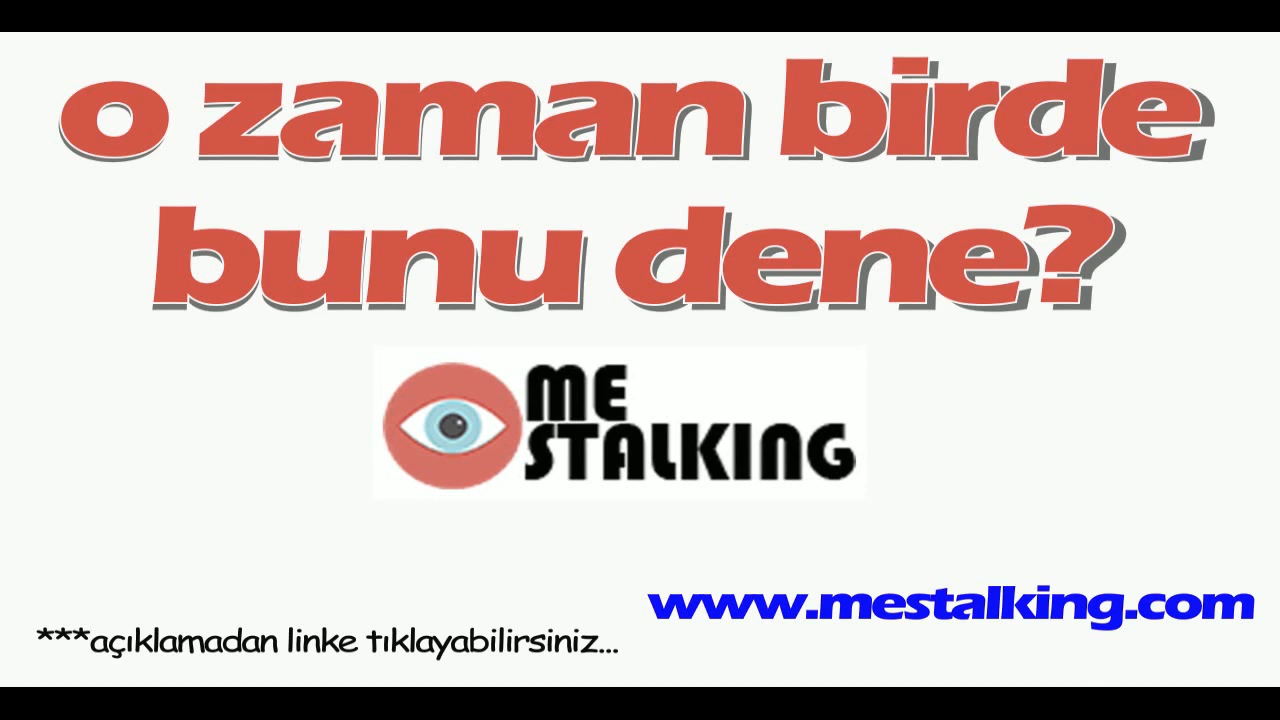 o zaman birde
bunu dene?
ME
STALKING
www.mestalking.com
***açıklamadan linke tıklayabilirsiniz...